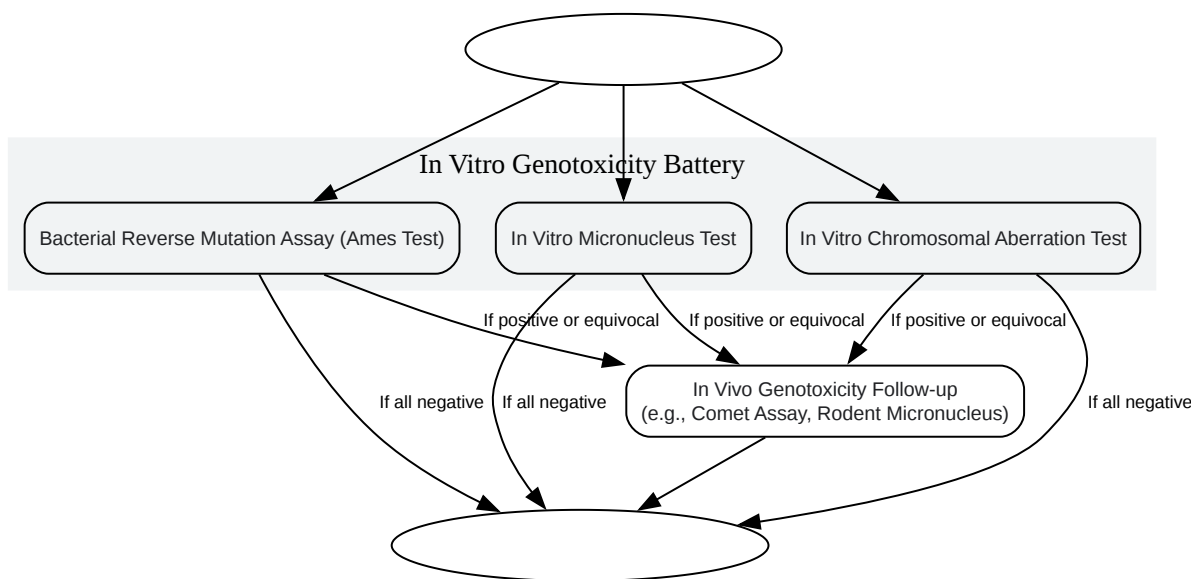 In Vitro Genotoxicity Battery
Bacterial Reverse Mutation Assay (Ames Test)
In Vitro Micronucleus Test
In Vitro Chromosomal Aberration Test
If positive or equivocal
If positive or equivocal
If positive or equivocal
In Vivo Genotoxicity Follow-up
(e.g., Comet Assay, Rodent Micronucleus)
If all negative
If all negative
If all negative